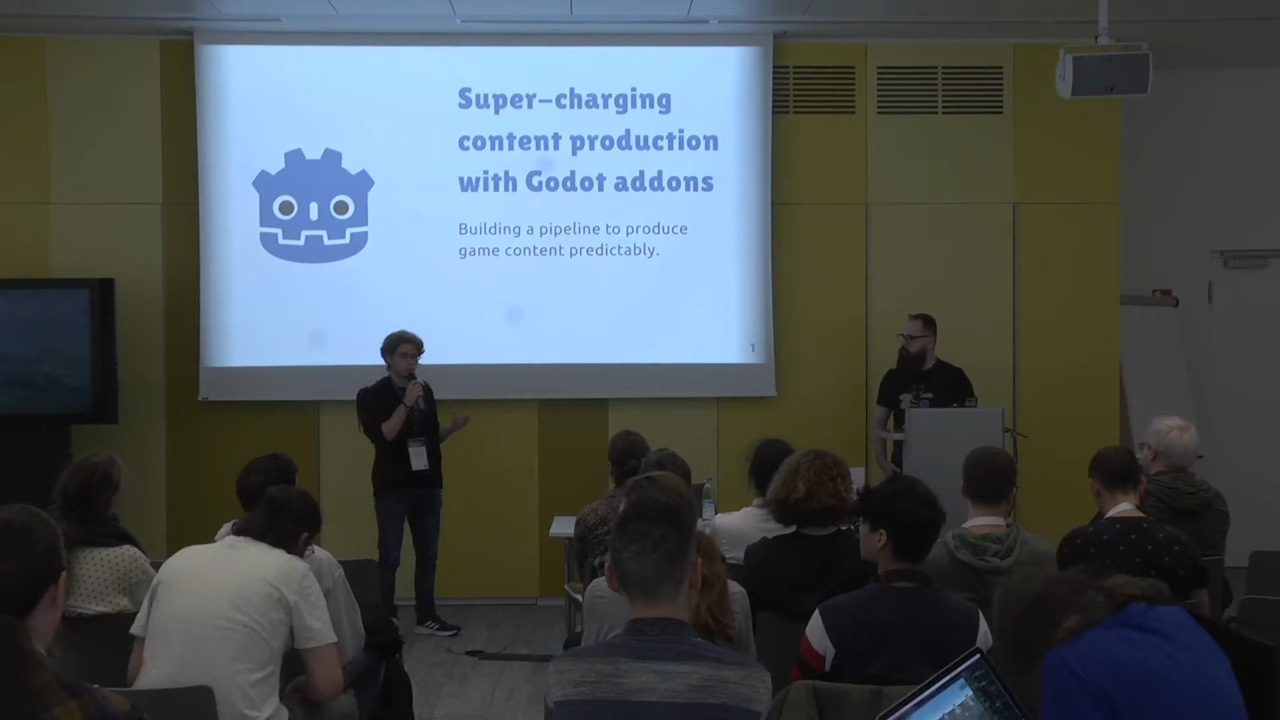 Super-charging
content production
with Godot addons
Building a pipeline to produce
game content predictably.
1